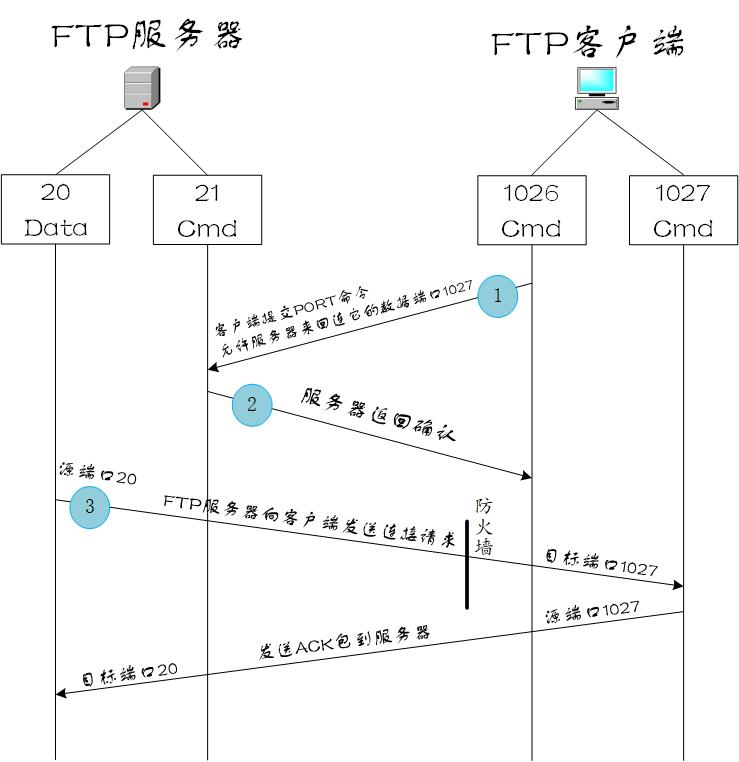 FTP服务器
FTP客户端
20
Data
21
Cmd
1026
Cmd
1027
Cmd
1
客户端提交PORT命令
允许服务器来回连它的数据端口1027
2
服务器返回确认
源端口20
3
FTP服务器向客户端发送连接请求
防火墙
目标端口1027
源端口1027
发送ACK包到服务器
目标端口20